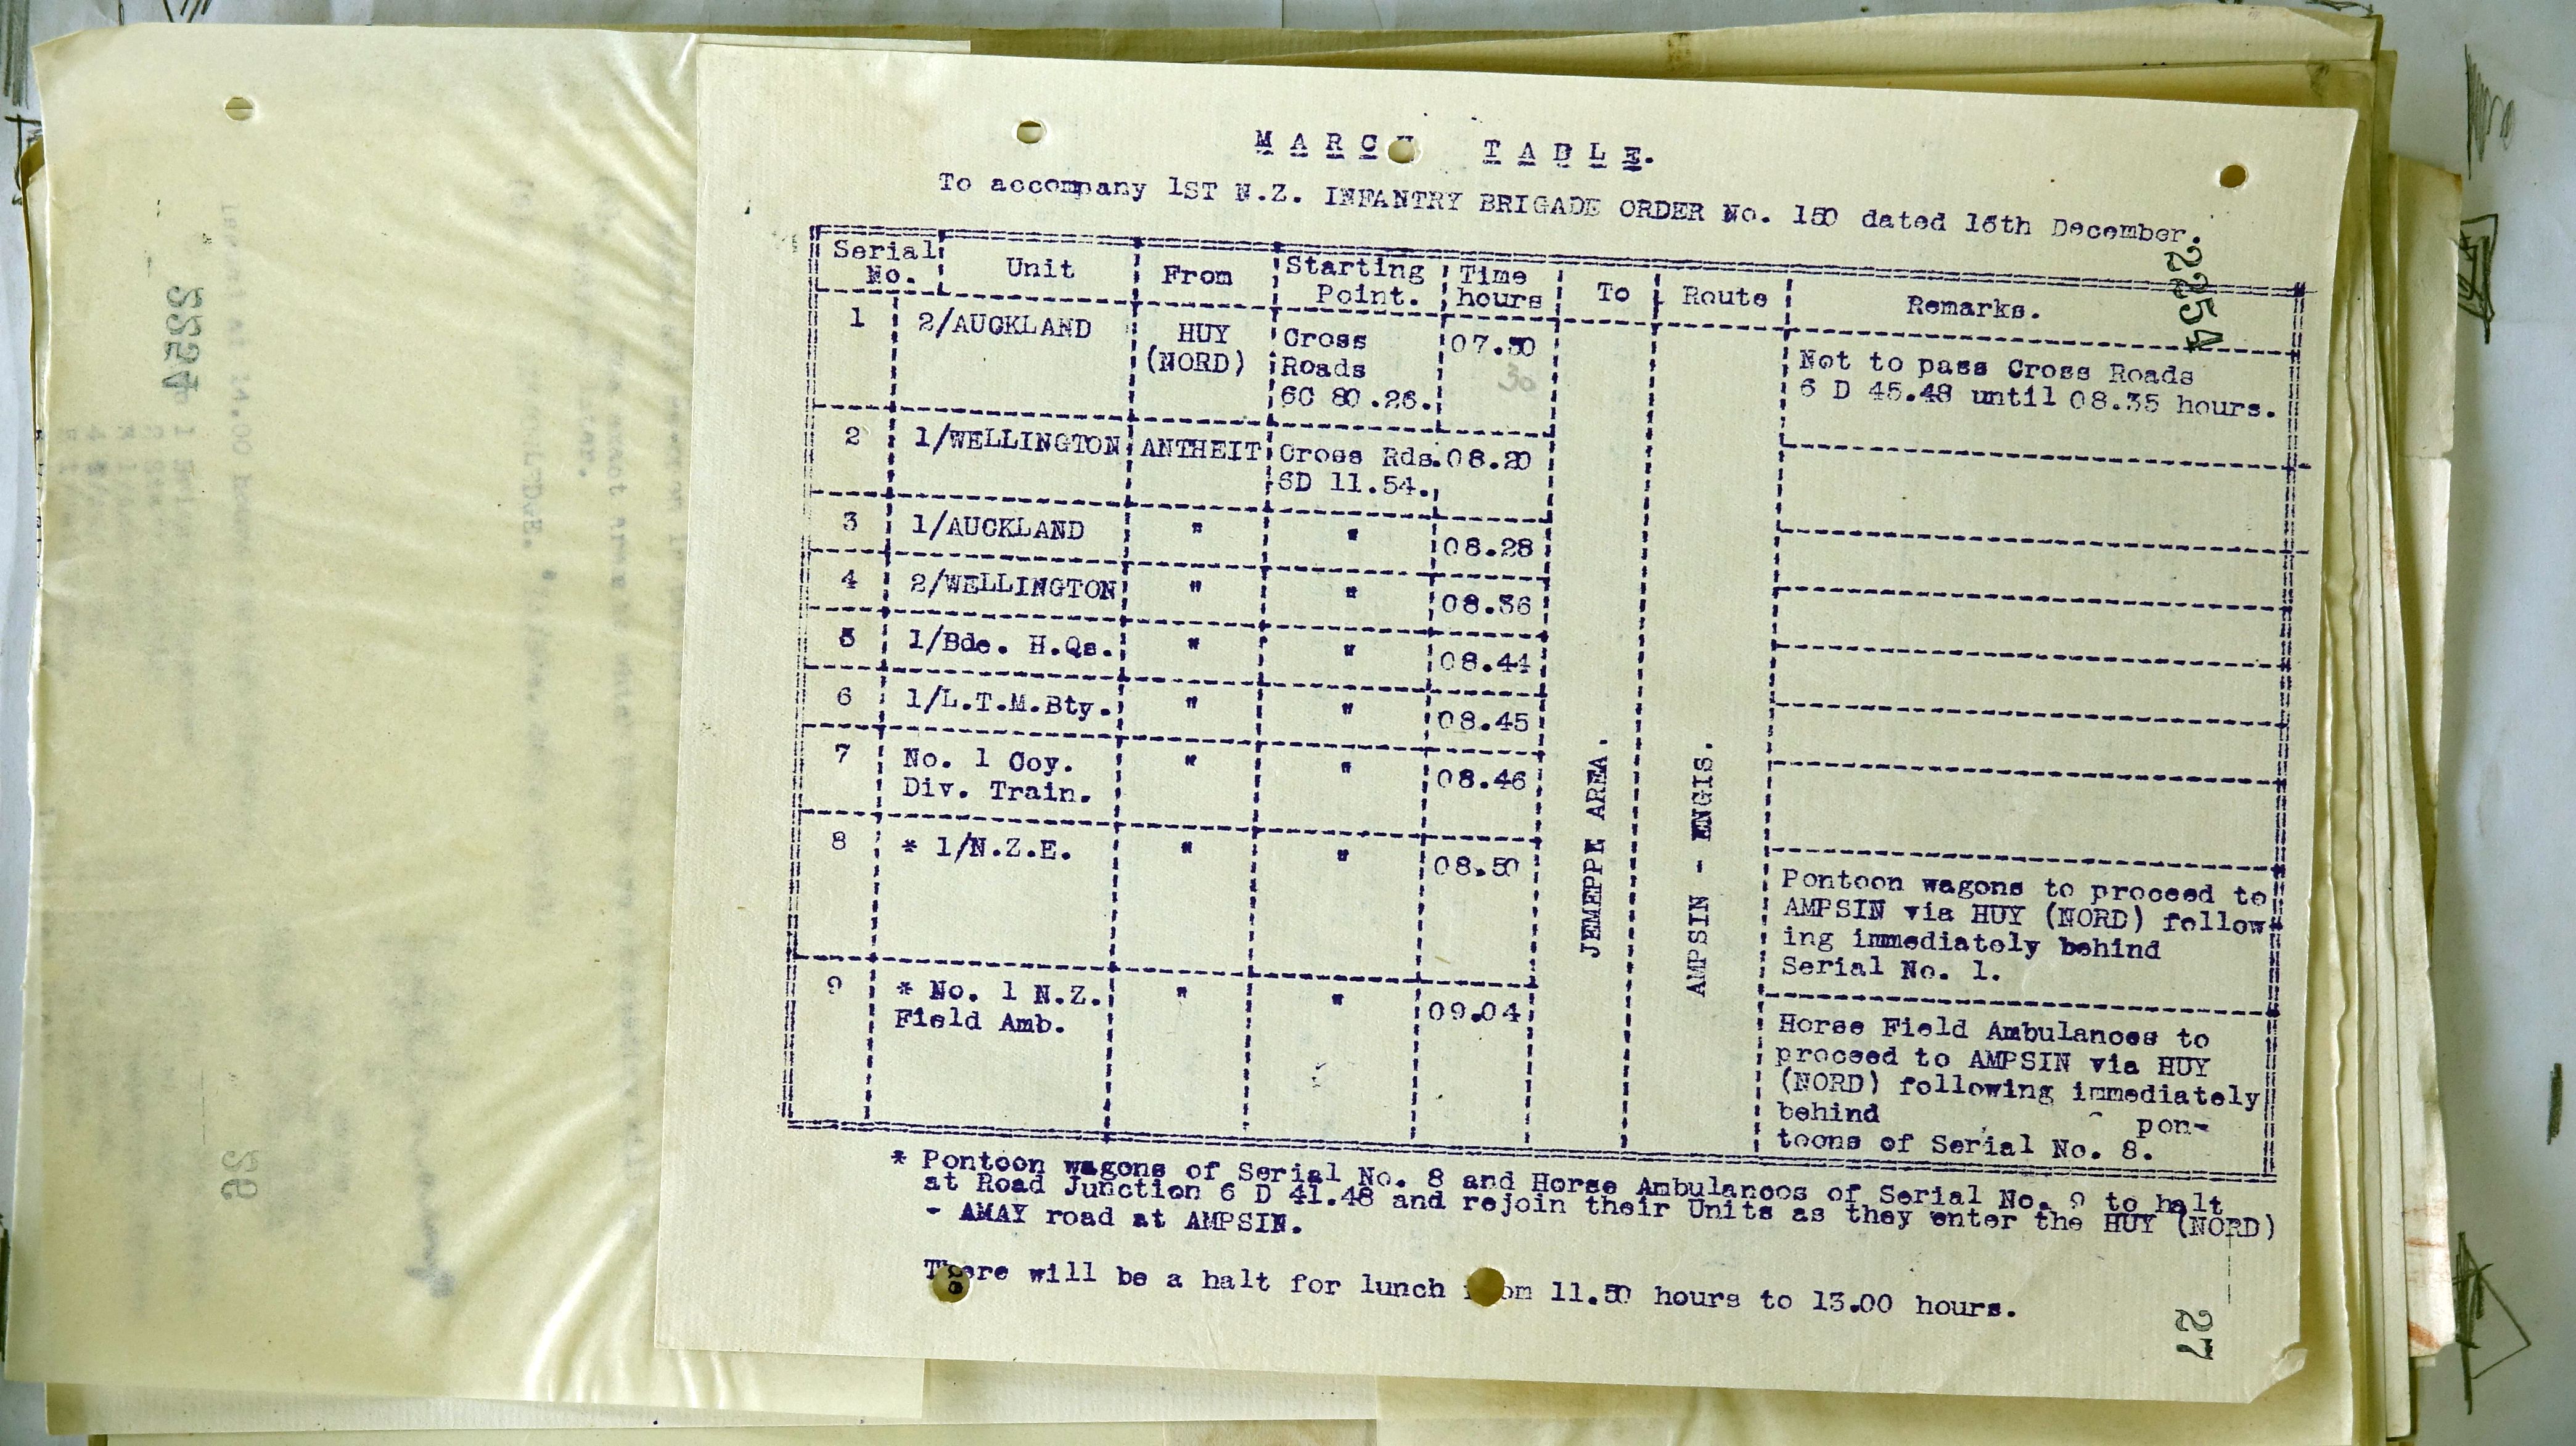 MARCH TABLE.
To accompany 1ST N.Z. INFANTRY BRIGADE ORDER No. 150 dated 16th December.
2254
Serial No. Unit From Starting Point. Time hours To Route Remarks.
1 2/AUCKLAND HUY (NORD) Cross Roads 6C 80.26. 07.30 30 Not to pass Cross Roads
6 D 45.48 until 08.35 hours.
2 1/WELLINGTON ANTHEIT Cross Rds. 6D 11.54. 08.20
3 1/AUCKLAND " " 08.28
4 2/WELLINGTON " " 08.36
5 1/Bde. H.Qs. " " 08.44
6 1/L.T.M.Bty. " " 08.45
7 No. 1 Coy. Div. Train. " " 08.46
8 * 1/N.Z.E. " " 08.50
Pontoon wagons to proceed to
AMPSIN via HUY (NORD) follow-
ing immediately behind
Serial No. 1.
9 * No. 1 N.Z. Field Amb. " " 09.04
Horse Field Ambulances to
proceed to AMPSIN via HUY
(NORD) following immediately
behind pon-
toons of Serial No. 8.
JEMEPPE AREA.
AMPSIN - ENGIS.
* Pontoon wagons of Serial No. 8 and Horse Ambulances of Serial No. 9 to halt
at Road Junction 6 D 41.48 and rejoin their Units as they enter the HUY (NORD)
- AMAY road at AMPSIN.
There will be a halt for lunch from 11.50 hours to 13.00 hours.
27